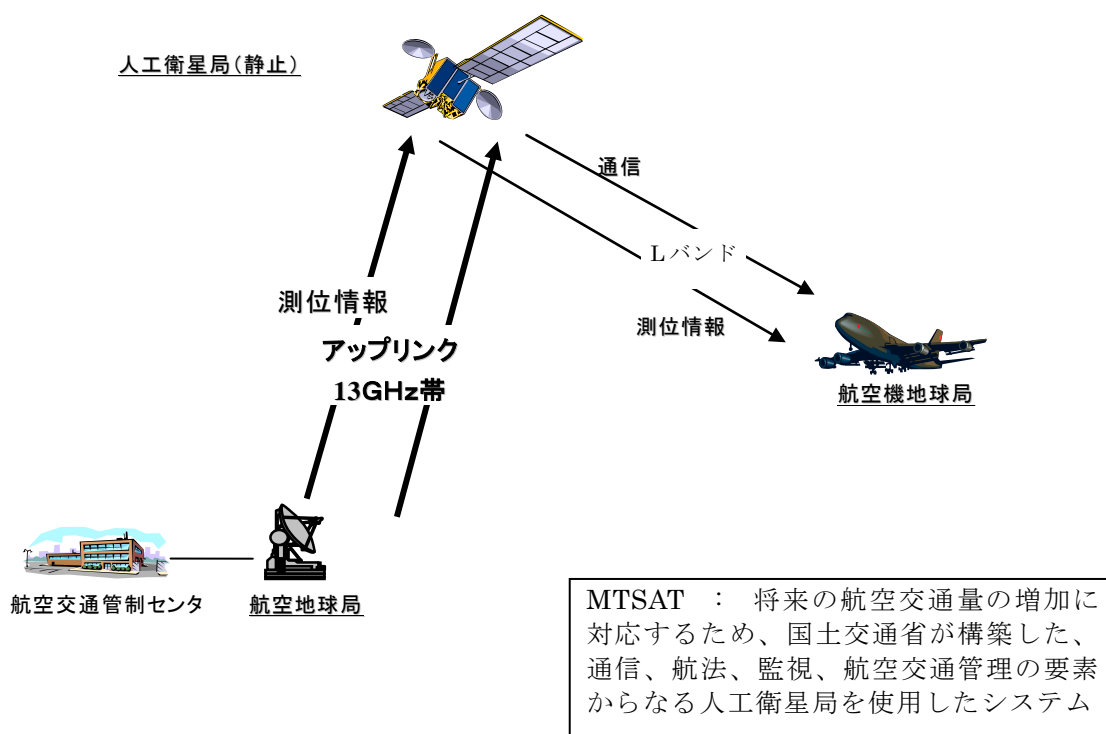 人工衛星局(静止)
通信
Lバンド
測位情報
測位情報
アップリンク
13GHz帯
航空機地球局
航空交通管制センタ
航空地球局
MTSAT : 将来の航空交通量の増加に
対応するため、国土交通省が構築した、
通信、航法、監視、航空交通管理の要素
からなる人工衛星局を使用したシステム